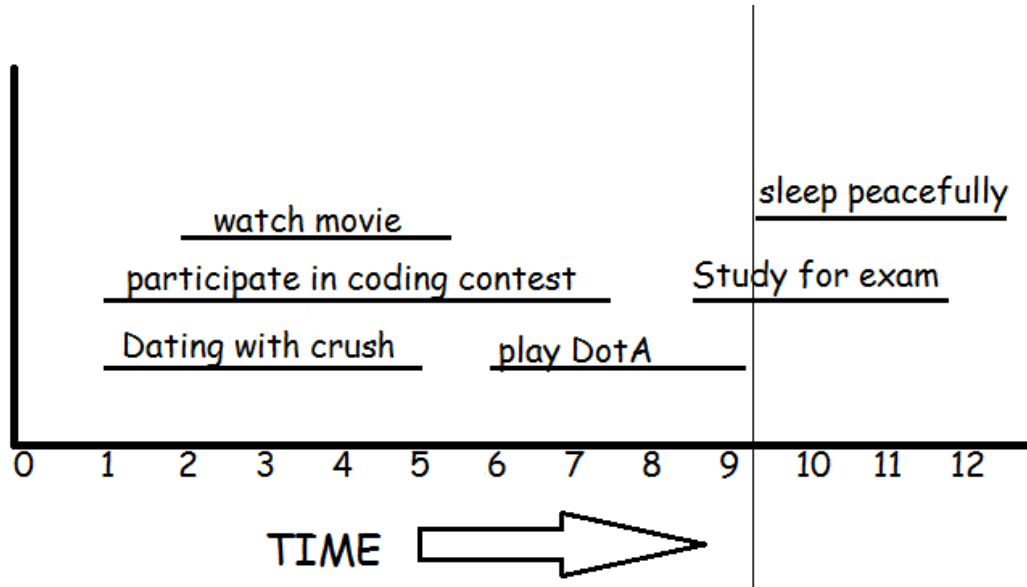 sleep peacefully
watch movie
participate in coding contest
Study for exam
Dating with crush
play DotA
0 1 2 3 4 5 6 7 8 9 10 11 12
TIME